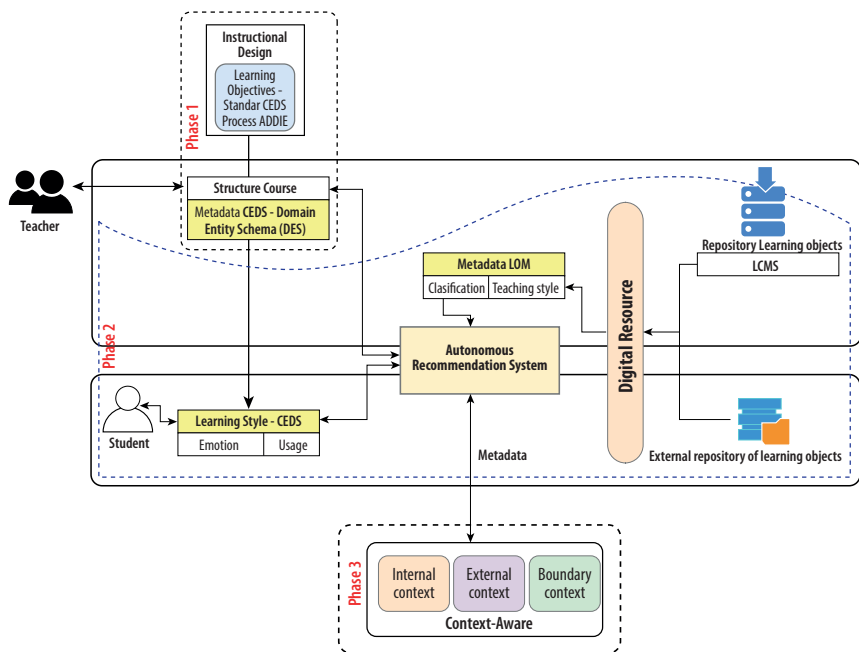 Instructional
Design
Learning
Objectives -
Standar CEDS
Process ADDIE
Phase 1
Structure Course
Metadata CEDS - Domain
Entity Schema (DES)
Teacher
Repository Learning objects
LCMS
Metadata LOM
Clasification
Teaching style
Digital Resource
Autonomous
Recommendation System
Phase 2
Student
Learning Style - CEDS
Emotion
Usage
External repository of learning objects
Metadata
Phase 3
Internal
context
External
context
Boundary
context
Context-Aware